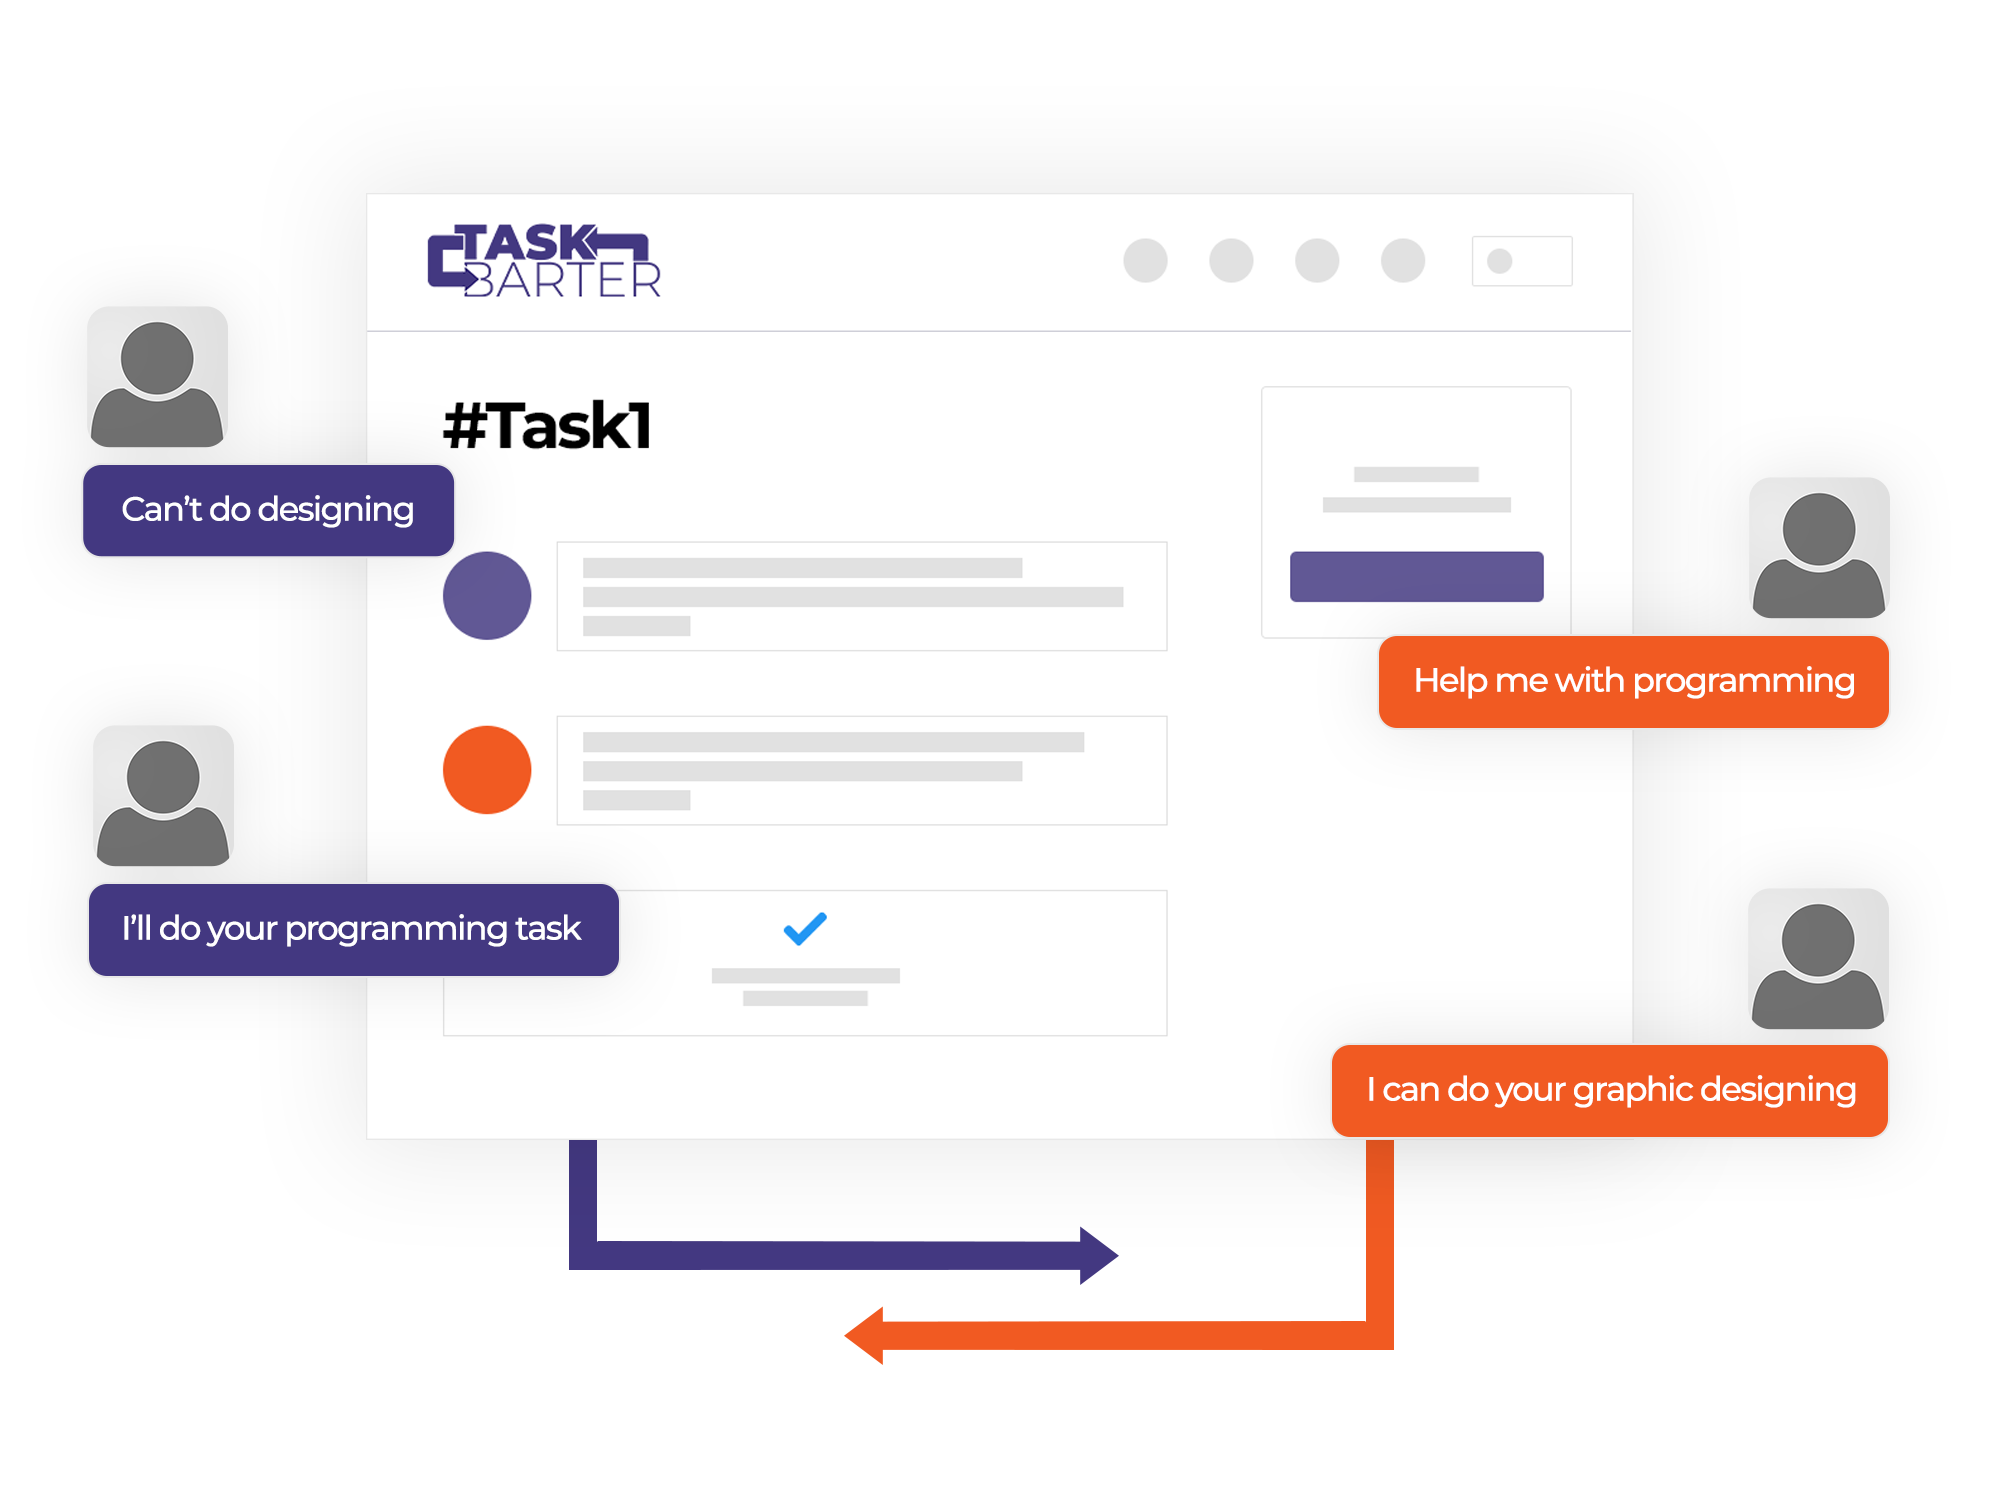 TASK
BARTER
#Task1
Can't do designing
Help me with programming
I'll do your programming task
I can do your graphic designing